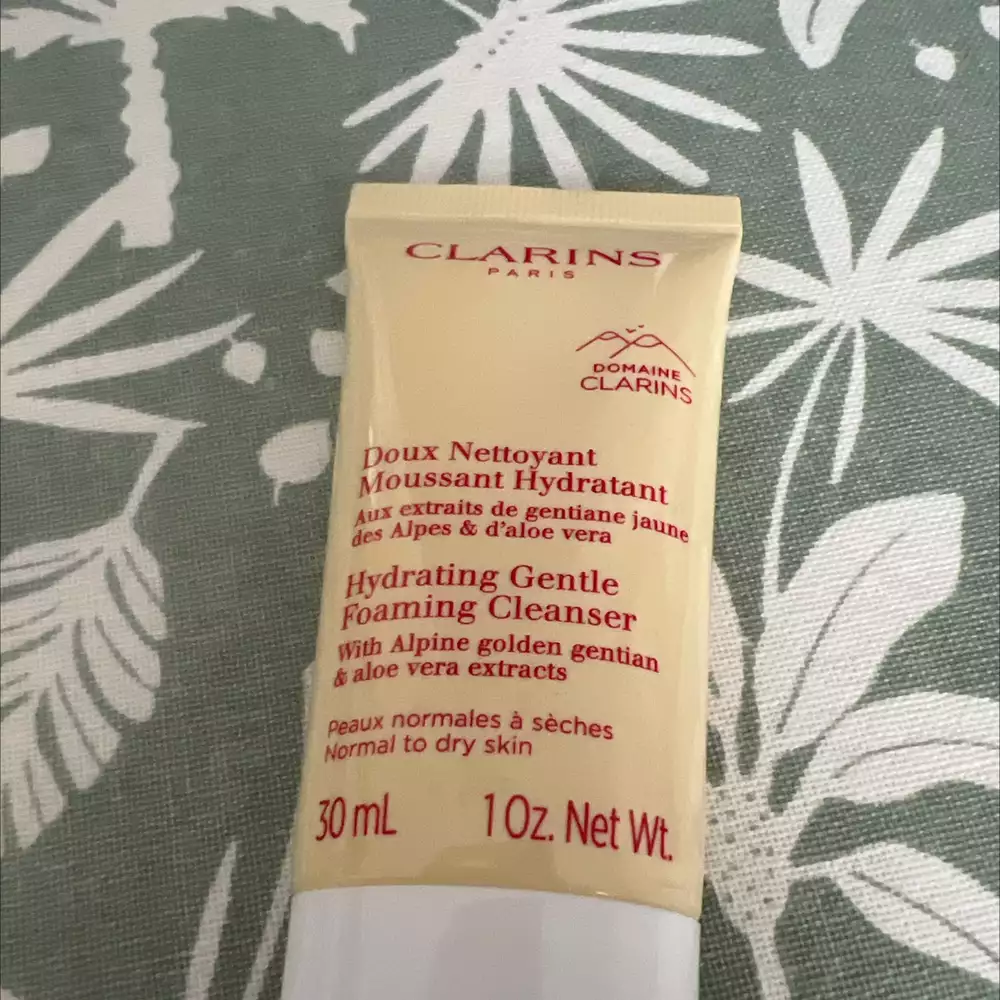 CLARINS
PARIS
DOMAINE
CLARINS
Doux Nettoyant
Moussant Hydratant
Aux extraits de gentiane jaune
des Alpes & d'aloe vera
Hydrating Gentle
Foaming Cleanser
With Alpine golden gentian
& aloe vera extracts
Peaux normales à sèches
Normal to dry skin
30 mL 1 Oz. Net Wt.